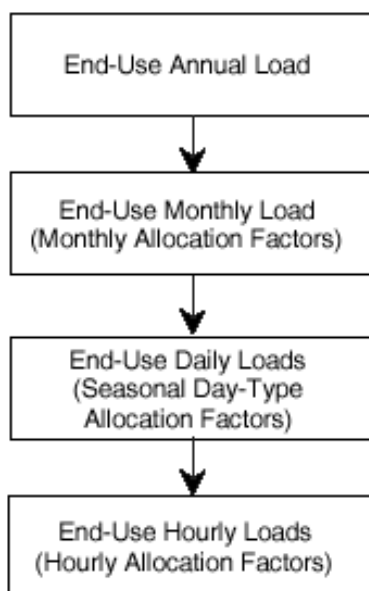 End-Use Annual Load
End-Use Monthly Load
(Monthly Allocation Factors)
End-Use Daily Loads
(Seasonal Day-Type
Allocation Factors)
End-Use Hourly Loads
(Hourly Allocation Factors)